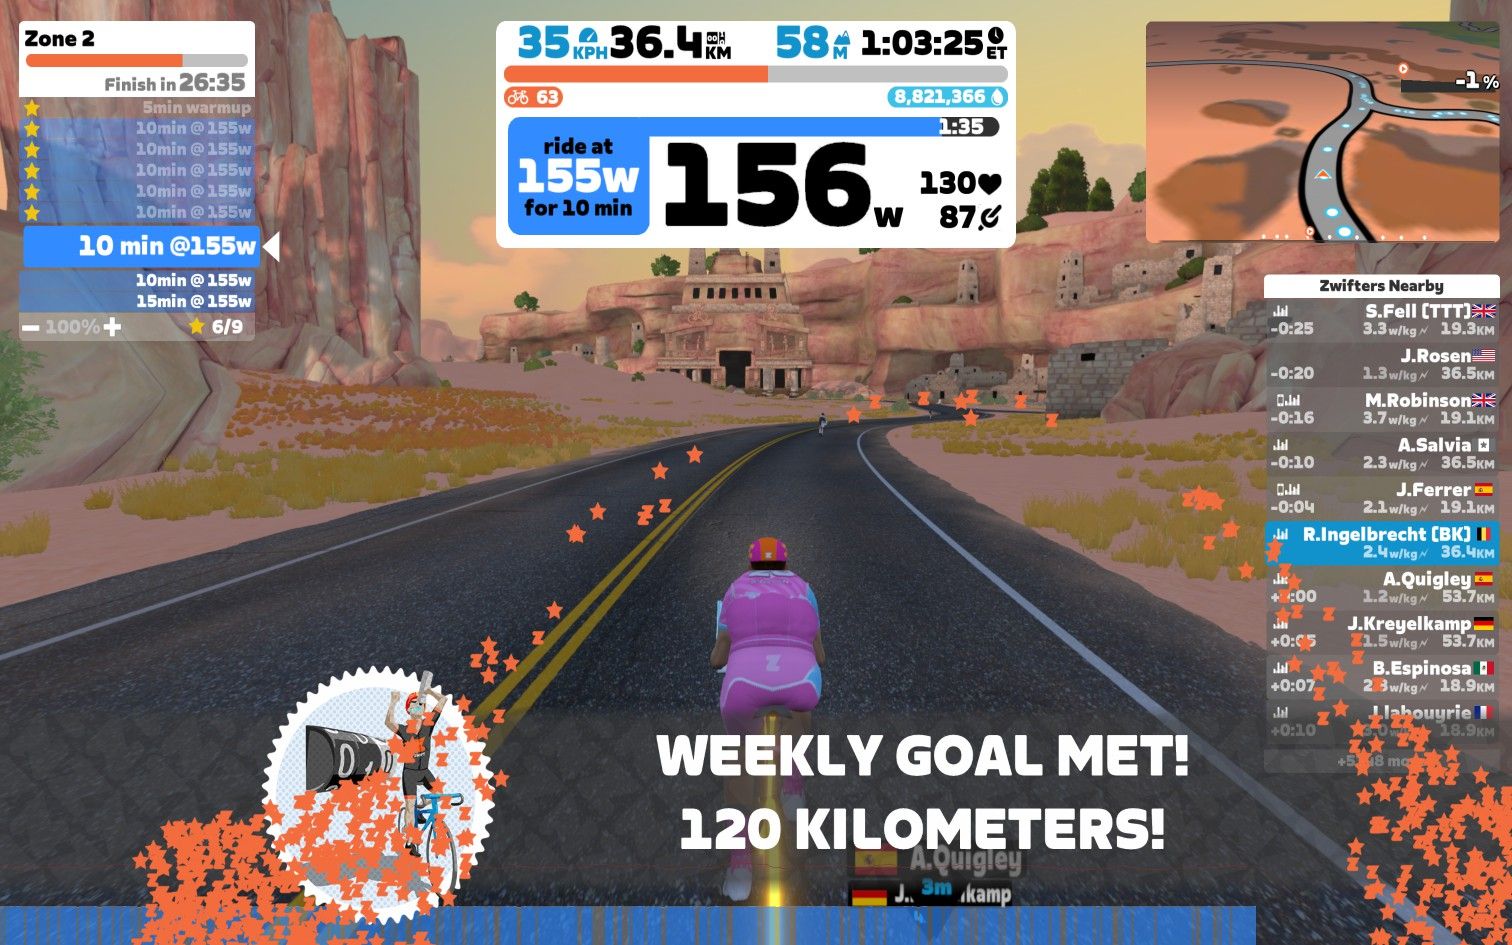 Zone 2
Finish in 26:35
5min warmup
10min @ 155w
10min @ 155w
10min @ 155w
10min @ 155w
10min @ 155w
10 min @155w
10min @ 155w
15min @ 155w
− 100% + 6/9
35 KPH 36.4 KM 58 M 1:03:25 ET
63 8,821,366
1:35
ride at
155w
for 10 min
156 w
130
87
-1 %
Zwifters Nearby
S.Fell [TTT]
-0:25 3.3w/kg 19.3KM
J.Rosen
-0:20 1.3w/kg 36.5KM
M.Robinson
-0:16 3.7w/kg 19.1KM
A.Salvia
-0:10 2.3w/kg 36.5KM
J.Ferrer
-0:04 2.1w/kg 19.1KM
R.Ingelbrecht [BK]
2.4w/kg 36.4KM
A.Quigley
1.2w/kg 53.7KM
J.Kreyelkamp
+0:05 1.5w/kg 53.7KM
B.Espinosa
+0:07 w/kg 18.9KM
+0:10 3.0w/kg 18.9KM
WEEKLY GOAL MET!
120 KILOMETERS!
A.Quigley
3m